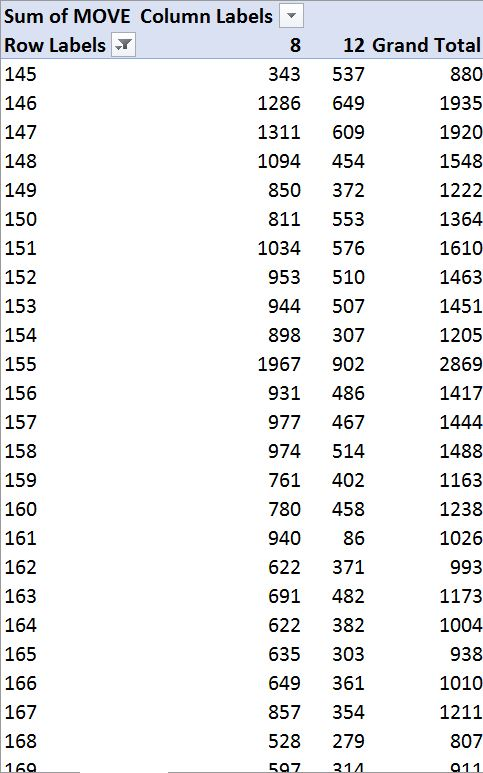 Sum of MOVE Column Labels
Row Labels 8 12 Grand Total
145 343 537 880
146 1286 649 1935
147 1311 609 1920
148 1094 454 1548
149 850 372 1222
150 811 553 1364
151 1034 576 1610
152 953 510 1463
153 944 507 1451
154 898 307 1205
155 1967 902 2869
156 931 486 1417
157 977 467 1444
158 974 514 1488
159 761 402 1163
160 780 458 1238
161 940 86 1026
162 622 371 993
163 691 482 1173
164 622 382 1004
165 635 303 938
166 649 361 1010
167 857 354 1211
168 528 279 807
169 597 314 911